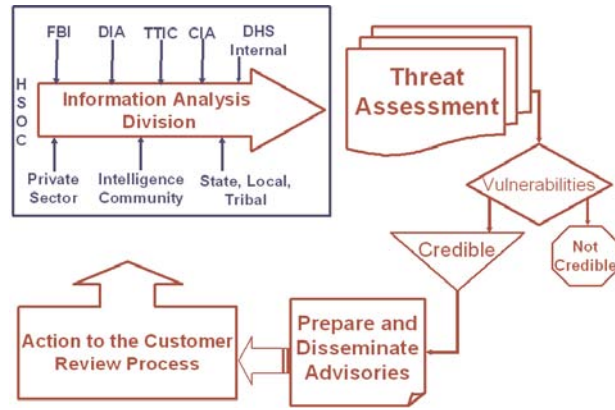 FBI DIA TTIC CIA DHS
Internal
HSOC
Information Analysis
Division
Private
Sector
Intelligence
Community
State, Local,
Tribal
Threat
Assessment
Vulnerabilities
Credible
Not
Credible
Prepare and
Disseminate
Advisories
Action to the Customer
Review Process